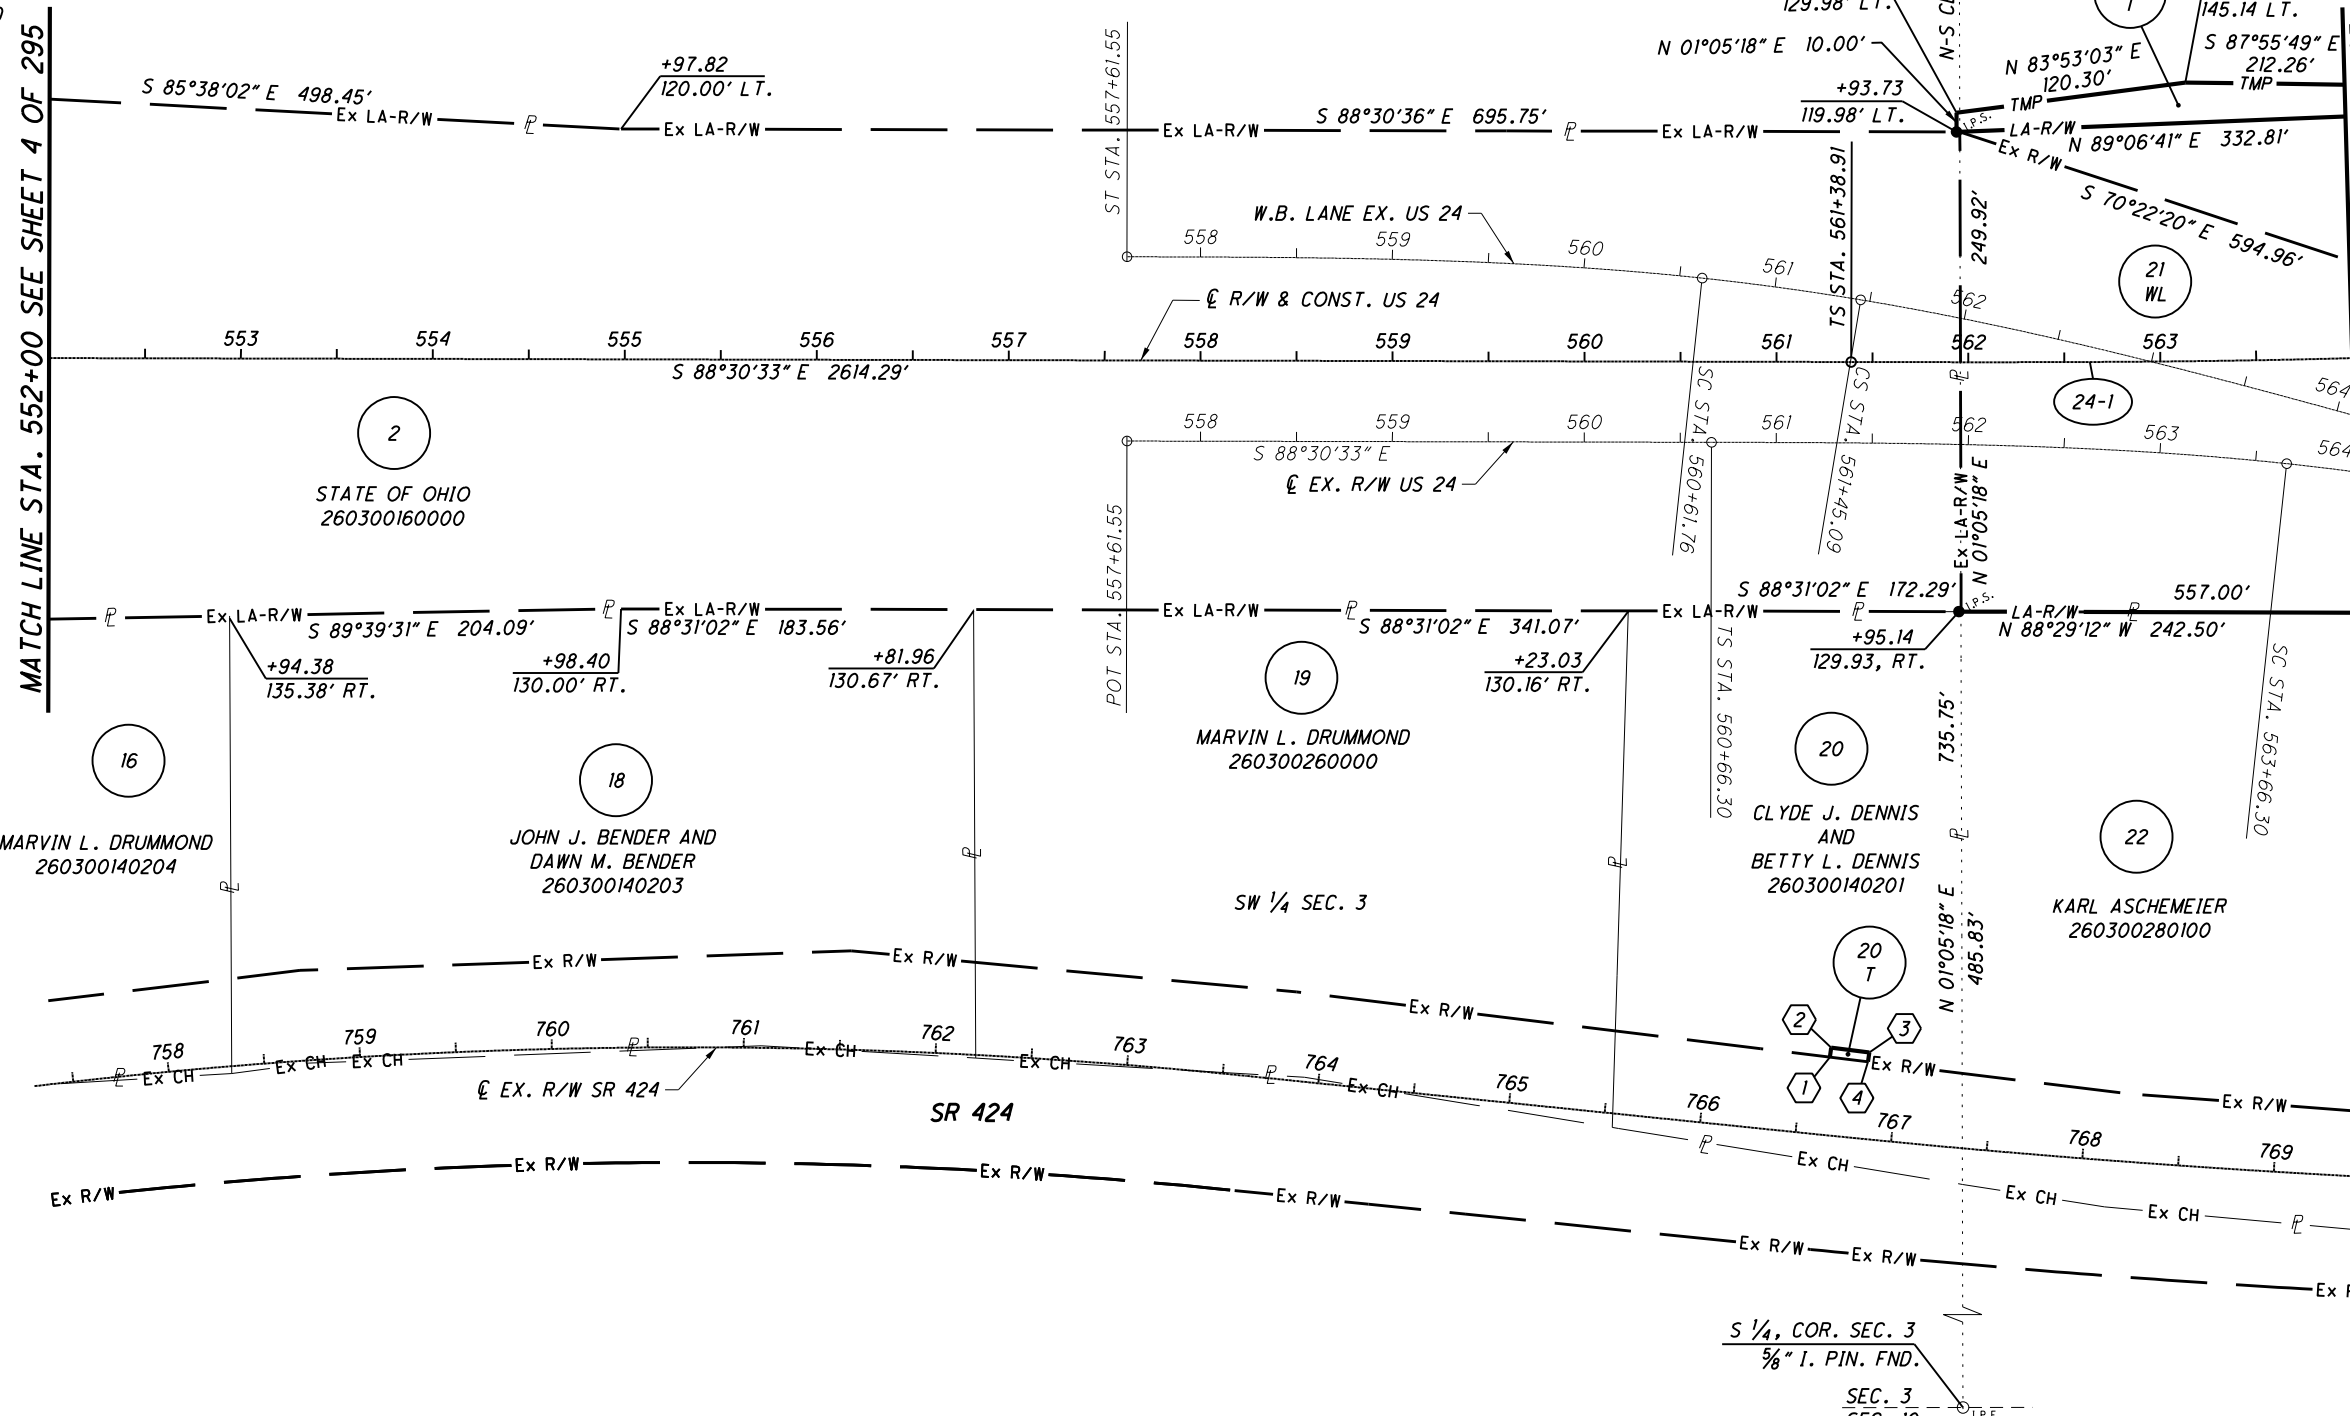 MATCH LINE STA. 552+00 SEE SHEET 4 OF 295
S 85°38'02" E 498.45'
Ex LA-R/W
+97.82
120.00' LT.
Ex LA-R/W
ST STA. 557+61.55
Ex LA-R/W
S 88°30'36" E 695.75'
Ex LA-R/W
129.98' LT.
N 01°05'18" E 10.00'
+93.73
119.98' LT.
I.P.S.
145.14 LT.
N 83°53'03" E
120.30'
S 87°55'49" E
212.26'
TMP
TMP
LA-R/W
N 89°06'41" E 332.81'
Ex R/W
S 70°22'20" E 594.96'
TS STA. 561+38.91
249.92'
W.B. LANE EX. US 24
558
559
560
561
562
564
21
WL
℄ R/W & CONST. US 24
553
554
555
556
557
558
559
560
561
562
563
S 88°30'33" E 2614.29'
24-1
2
STATE OF OHIO
260300160000
558
559
560
561
562
563
564
S 88°30'33" E
℄ EX. R/W US 24
SC STA. 560+61.76
CS STA. 561+45.09
POT STA. 557+61.55
Ex LA-R/W
N 01°05'18" E
Ex LA-R/W
S 89°39'31" E 204.09'
Ex LA-R/W
S 88°31'02" E 183.56'
Ex LA-R/W
S 88°31'02" E 341.07'
Ex LA-R/W
S 88°31'02" E 172.29'
I.P.S.
LA-R/W
557.00'
N 88°29'12" W 242.50'
+94.38
135.38' RT.
+98.40
130.00' RT.
+81.96
130.67' RT.
+23.03
130.16' RT.
+95.14
129.93, RT.
TS STA. 560+66.30
SC STA. 563+66.30
735.75'
16
MARVIN L. DRUMMOND
260300140204
18
JOHN J. BENDER AND
DAWN M. BENDER
260300140203
19
MARVIN L. DRUMMOND
260300260000
20
CLYDE J. DENNIS
AND
BETTY L. DENNIS
260300140201
22
KARL ASCHEMEIER
260300280100
SW 1/4 SEC. 3
N 01°05'18" E
485.83'
20
T
1
2
3
4
Ex R/W
Ex R/W
Ex R/W
Ex R/W
Ex R/W
758
759
760
761
762
763
764
765
766
767
768
769
Ex CH
Ex CH
Ex CH
Ex CH
Ex CH
Ex CH
Ex CH
Ex CH
Ex CH
℄ EX. R/W SR 424
SR 424
Ex R/W
Ex R/W
Ex R/W
Ex R/W
Ex R/W
Ex R/W
S 1/4, COR. SEC. 3
5/8" I. PIN. FND.
SEC. 3